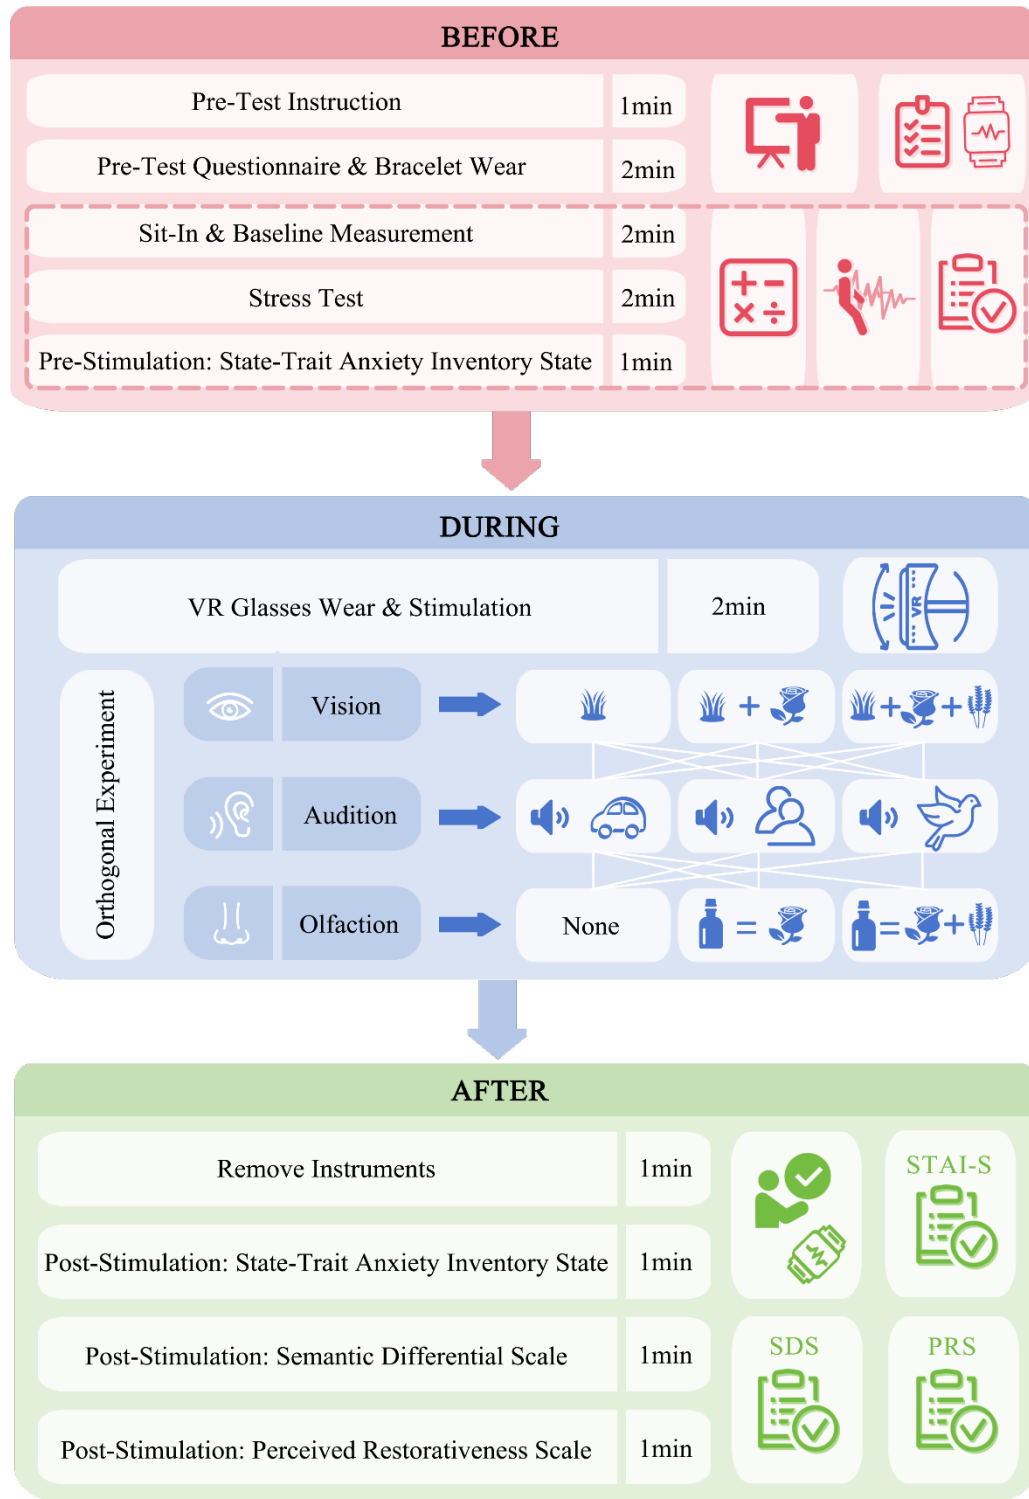 BEFORE
Pre-Test Instruction 1min
Pre-Test Questionnaire & Bracelet Wear 2min
Sit-In & Baseline Measurement 2min
Stress Test 2min
Pre-Stimulation: State-Trait Anxiety Inventory State 1min
DURING
VR Glasses Wear & Stimulation 2min
VR
Orthogonal Experiment
Vision
+
+ +
Audition
Olfaction
None
=
= +
AFTER
Remove Instruments 1min
STAI-S
Post-Stimulation: State-Trait Anxiety Inventory State 1min
Post-Stimulation: Semantic Differential Scale 1min
SDS
PRS
Post-Stimulation: Perceived Restorativeness Scale 1min